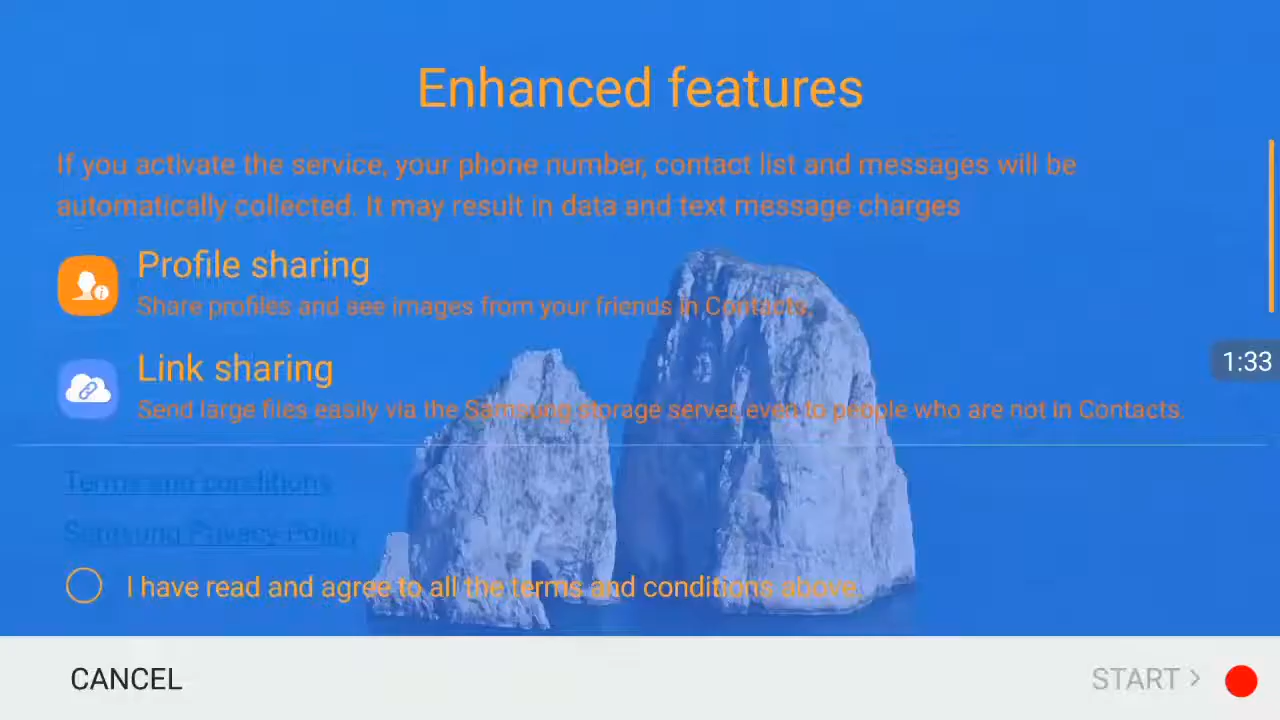 Enhanced features
If you activate the service, your phone number, contact list and messages will be
automatically collected. It may result in data and text message charges
Profile sharing
Share profiles and see images from your friends in Contacts.
Link sharing
Send large files easily via the Samsung storage server, even to people who are not in Contacts.
1:33
Terms and conditions
Samsung Privacy Policy
I have read and agree to all the terms and conditions above.
CANCEL
START >